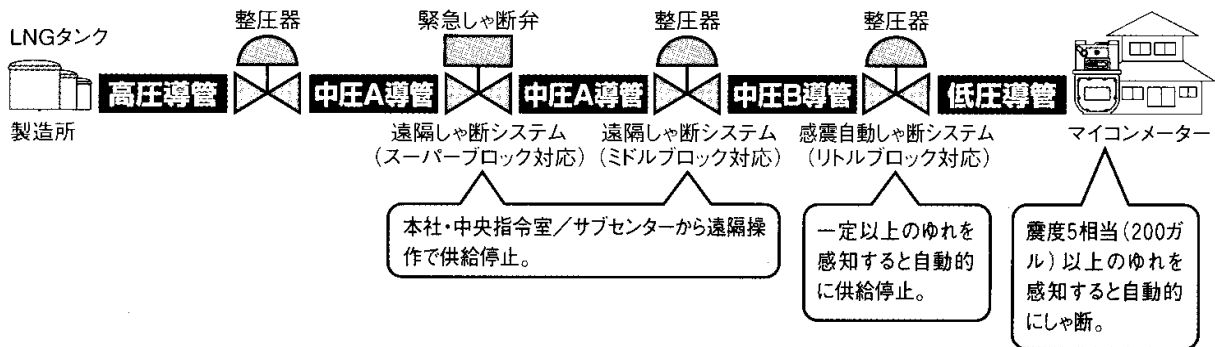 整圧器
緊急しゃ断弁
整圧器
整圧器
LNGタンク
高圧導管
中圧A導管
中圧A導管
中圧B導管
低圧導管
製造所
遠隔しゃ断システム
(スーパーブロック対応)
遠隔しゃ断システム
(ミドルブロック対応)
感震自動しゃ断システム
(リトルブロック対応)
マイコンメーター
本社・中央指令室／サブセンターから遠隔操
作で供給停止。
一定以上のゆれを
感知すると自動的
に供給停止。
震度5相当(200ガ
ル)以上のゆれを
感知すると自動的
にしゃ断。